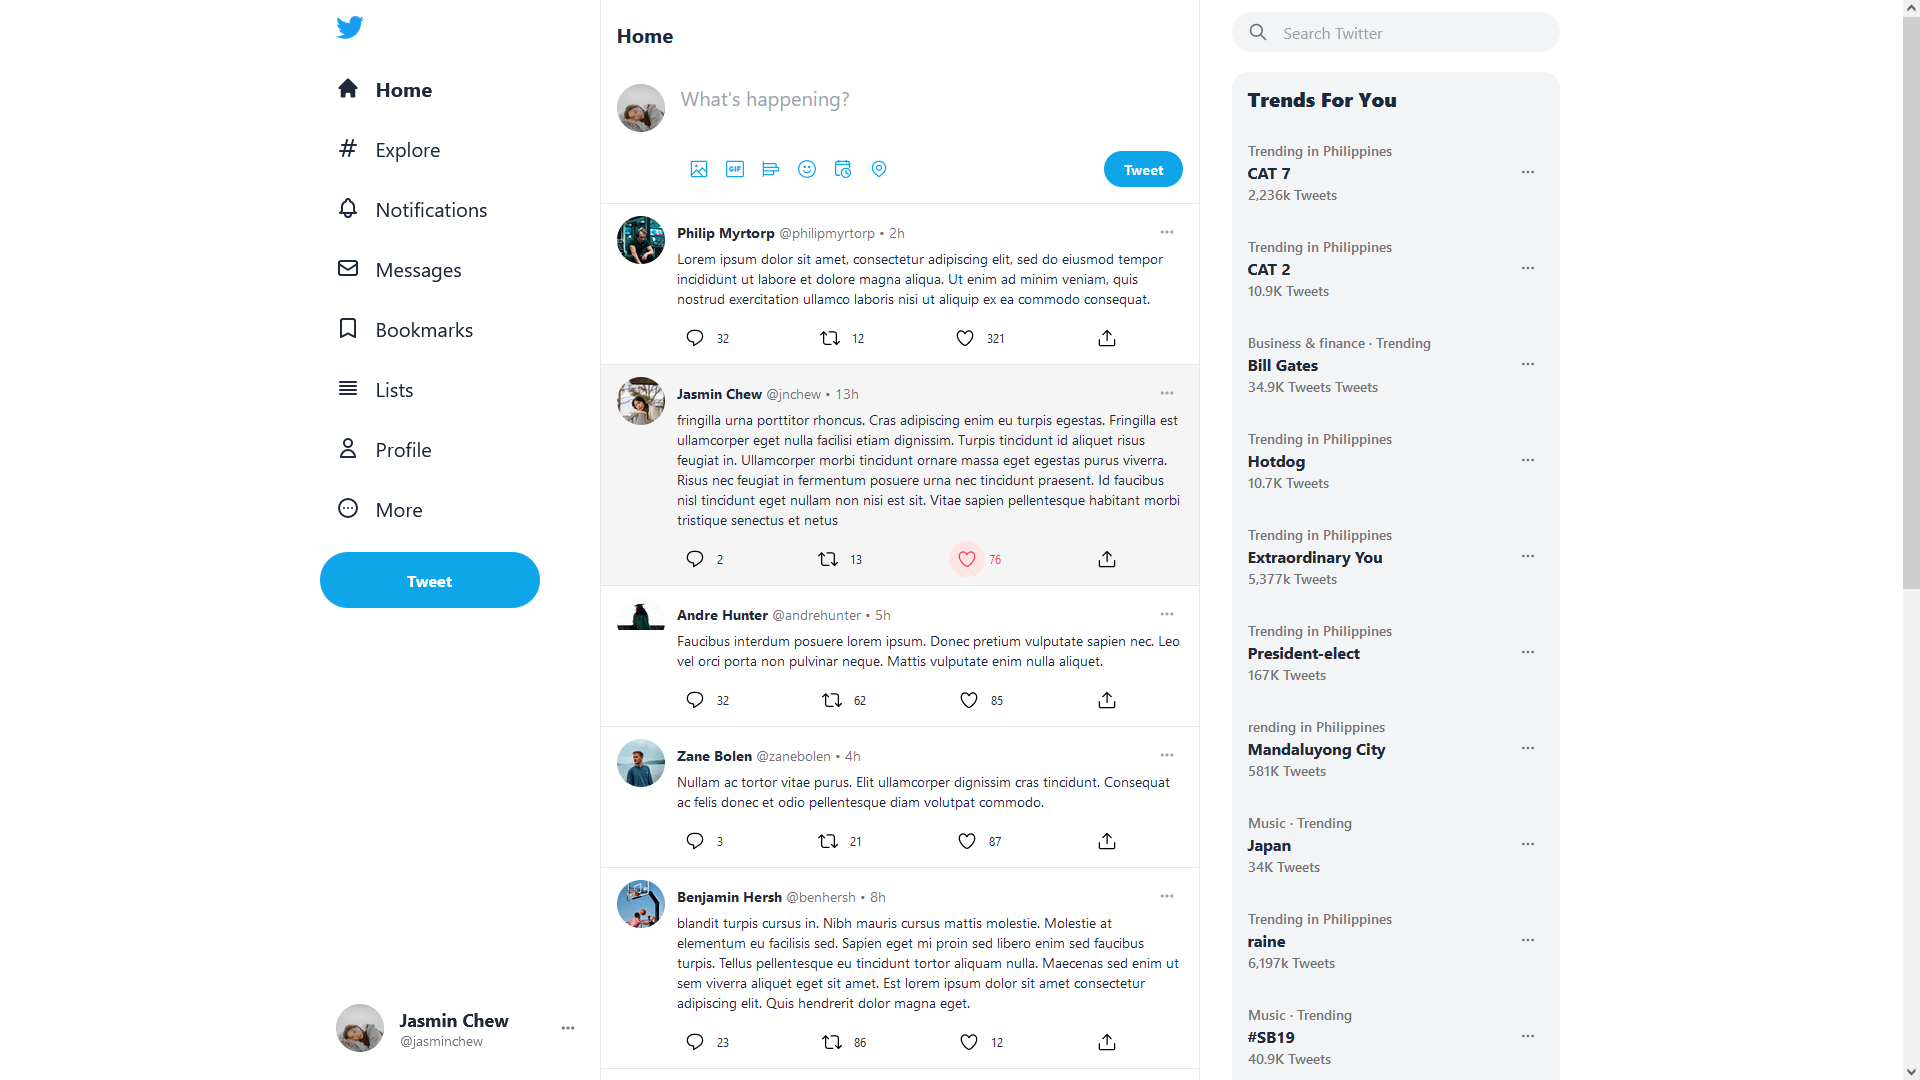 Home
Explore
Notifications
Messages
Bookmarks
Lists
Profile
More
Tweet
Jasmin Chew
@jasminchew
Home
What's happening?
GIF
Tweet
Philip Myrtorp @philipmyrtorp • 2h
Lorem ipsum dolor sit amet, consectetur adipiscing elit, sed do eiusmod tempor
incididunt ut labore et dolore magna aliqua. Ut enim ad minim veniam, quis
nostrud exercitation ullamco laboris nisi ut aliquip ex ea commodo consequat.
32 12 321
Jasmin Chew @jnchew • 13h
fringilla urna porttitor rhoncus. Cras adipiscing enim eu turpis egestas. Fringilla est
ullamcorper eget nulla facilisi etiam dignissim. Turpis tincidunt id aliquet risus
feugiat in. Ullamcorper morbi tincidunt ornare massa eget egestas purus viverra.
Risus nec feugiat in fermentum posuere urna nec tincidunt praesent. Id faucibus
nisl tincidunt eget nullam non nisi est sit. Vitae sapien pellentesque habitant morbi
tristique senectus et netus
2 13 76
Andre Hunter @andrehunter • 5h
Faucibus interdum posuere lorem ipsum. Donec pretium vulputate sapien nec. Leo
vel orci porta non pulvinar neque. Mattis vulputate enim nulla aliquet.
32 62 85
Zane Bolen @zanebolen • 4h
Nullam ac tortor vitae purus. Elit ullamcorper dignissim cras tincidunt. Consequat
ac felis donec et odio pellentesque diam volutpat commodo.
3 21 87
Benjamin Hersh @benhersh • 8h
blandit turpis cursus in. Nibh mauris cursus mattis molestie. Molestie at
elementum eu facilisis sed. Sapien eget mi proin sed libero enim sed faucibus
turpis. Tellus pellentesque eu tincidunt tortor aliquam nulla. Maecenas sed enim ut
sem viverra aliquet eget sit amet. Est lorem ipsum dolor sit amet consectetur
adipiscing elit. Quis hendrerit dolor magna eget.
23 86 12
Search Twitter
Trends For You
Trending in Philippines
CAT 7
2,236k Tweets
Trending in Philippines
CAT 2
10.9K Tweets
Business & finance · Trending
Bill Gates
34.9K Tweets Tweets
Trending in Philippines
Hotdog
10.7K Tweets
Trending in Philippines
Extraordinary You
5,377k Tweets
Trending in Philippines
President-elect
167K Tweets
rending in Philippines
Mandaluyong City
581K Tweets
Music · Trending
Japan
34K Tweets
Trending in Philippines
raine
6,197k Tweets
Music · Trending
#SB19
40.9K Tweets